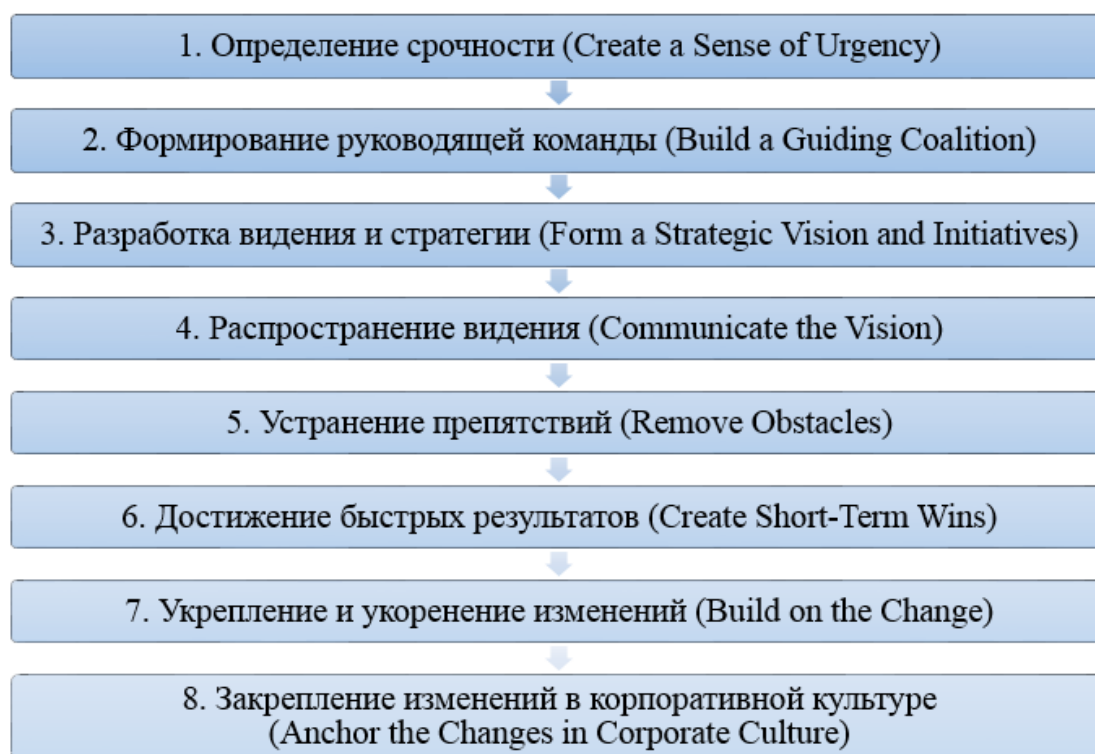 1. Определение срочности (Create a Sense of Urgency)
2. Формирование руководящей команды (Build a Guiding Coalition)
3. Разработка видения и стратегии (Form a Strategic Vision and Initiatives)
4. Распространение видения (Communicate the Vision)
5. Устранение препятствий (Remove Obstacles)
6. Достижение быстрых результатов (Create Short-Term Wins)
7. Укрепление и укоренение изменений (Build on the Change)
8. Закрепление изменений в корпоративной культуре
(Anchor the Changes in Corporate Culture)